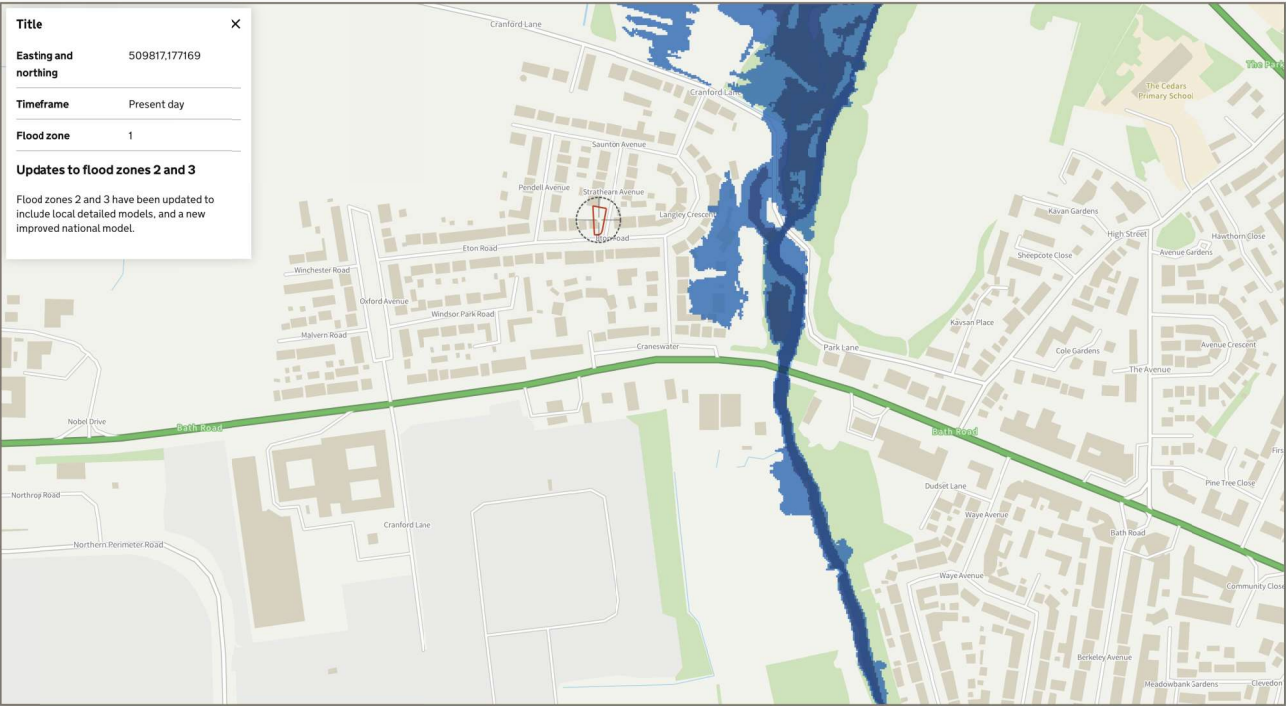 Title
Easting and
northing
509817,177169
Timeframe
Present day
Flood zone
1
Updates to flood zones 2 and 3
Flood zones 2 and 3 have been updated to
include local detailed models, and a new
improved national model.
Cranford Lane
The Cedars
Primary School
Cranford Lane
Saunton Avenue
Pendell Avenue
Strathearn Avenue
Langley Crescent
Eton Road
Winchester Road
Oxford Avenue
Windsor Park Road
Malvern Road
Craneswater
Park Lane
Kavan Gardens
High Street
Hawthorn Close
Avenue Gardens
Sheepcote Close
Kavsan Place
Cole Gardens
Avenue Crescent
The Avenue
Nobel Drive
Bath Road
Bath Road
Northrop Road
Northern Perimeter Road
Cranford Lane
Dudset Lane
Waye Avenue
Pine Tree Close
Bath Road
Waye Avenue
Community Close
Berkeley Avenue
Meadowbank Gardens
Clevedon